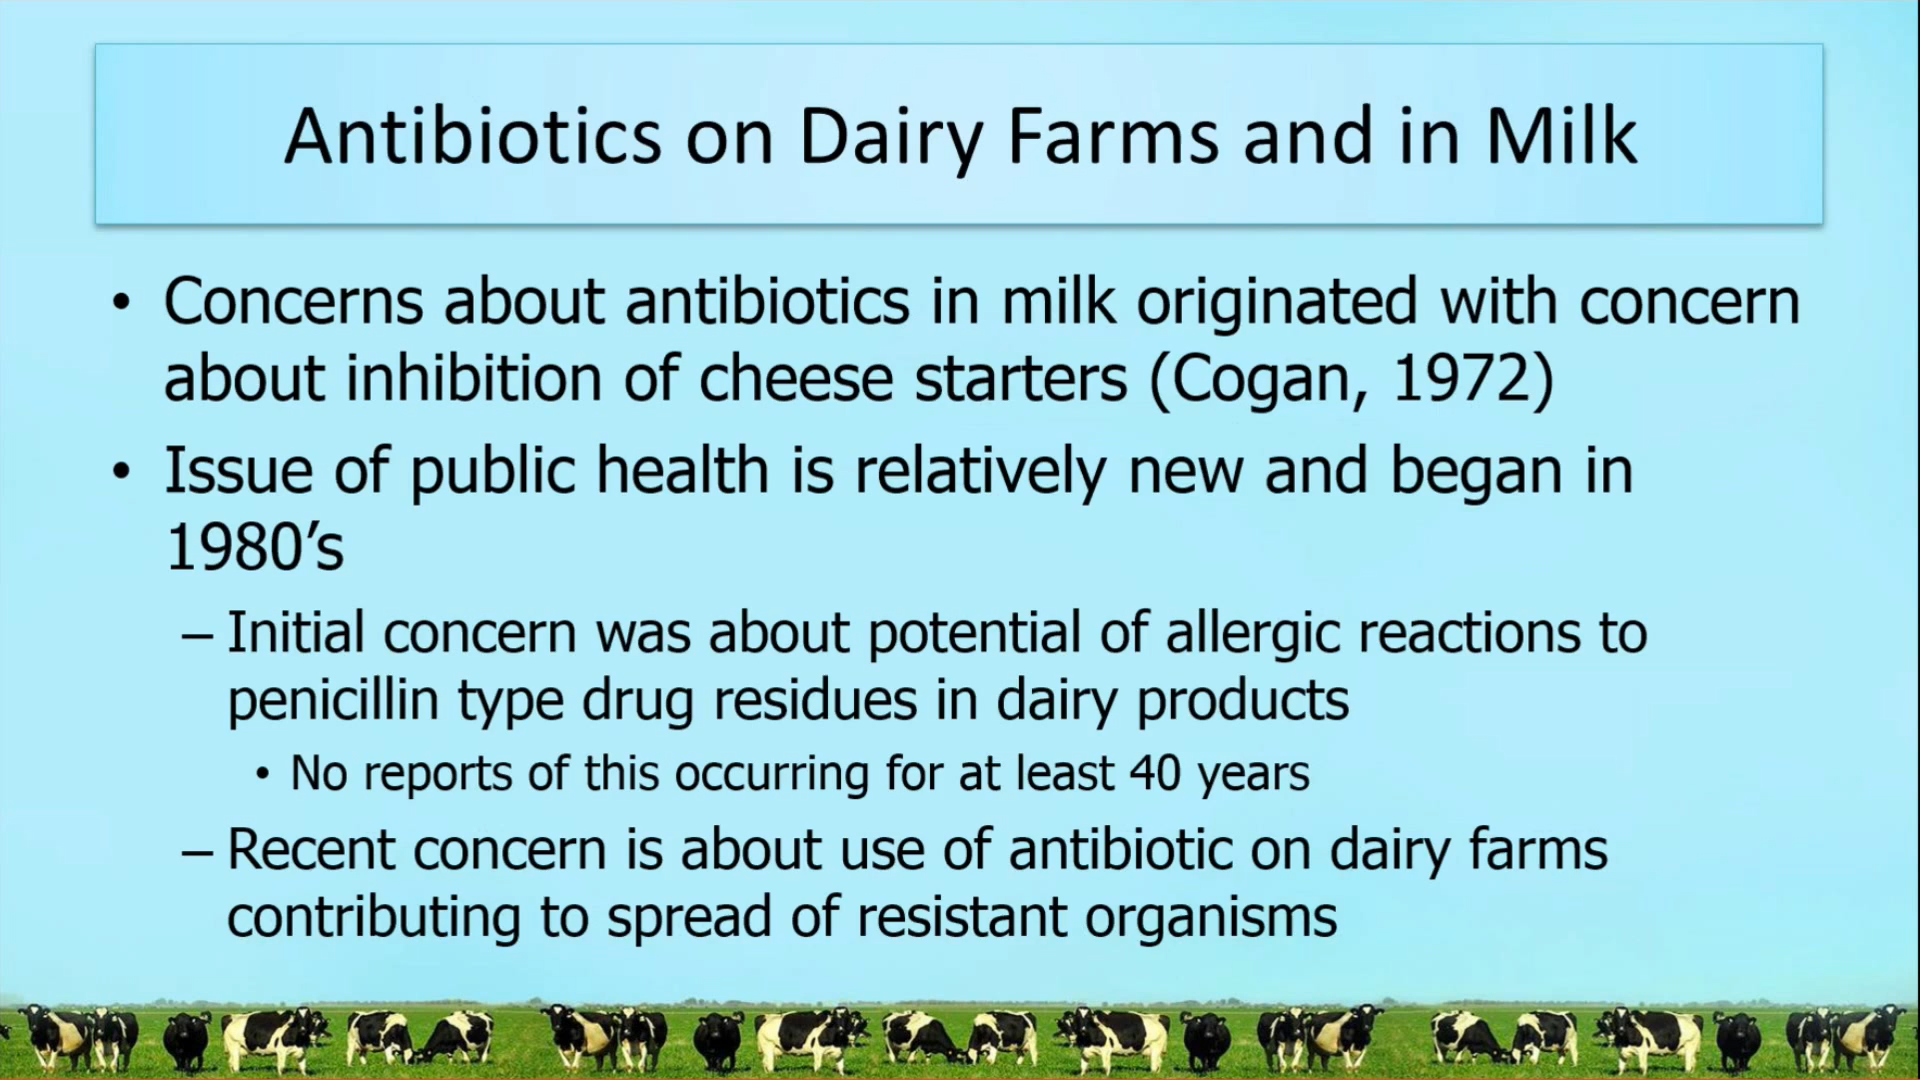 Antibiotics on Dairy Farms and in Milk
• Concerns about antibiotics in milk originated with concern
about inhibition of cheese starters (Cogan, 1972)
• Issue of public health is relatively new and began in
1980’s
– Initial concern was about potential of allergic reactions to
penicillin type drug residues in dairy products
• No reports of this occurring for at least 40 years
– Recent concern is about use of antibiotic on dairy farms
contributing to spread of resistant organisms